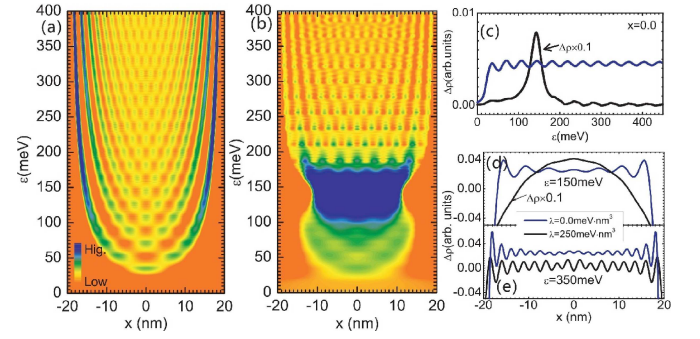 (a)
400
350
300
250
200
150
100
50
0
ε(meV)
Hig.
Low
-20 -10 0 10 20
x (nm)
(b)
400
350
300
250
200
150
100
50
0
ε(meV)
-20 -10 0 10 20
x (nm)
(c)
x=0.0
0.01
0.00
Δρ(arb. units)
Δρ×0.1
0 100 200 300 400
ε(meV)
(d)
0.04
0.00
-0.04
ε=150meV
Δρ×0.1
Δρ(arb. units)
λ=0.0meV·nm³
λ=250meV·nm³
0.04
0.00
-0.04
(e)
ε=350meV
-20 -10 0 10 20
x (nm)